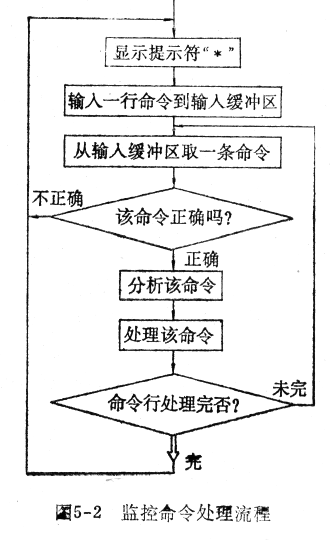 显示提示符“*”
输入一行命令到输入缓冲区
从输入缓冲区取一条命令
不正确
该命令正确吗?
正确
分析该命令
处理该命令
未完
命令行处理完否?
完
图5-2 监控命令处理流程